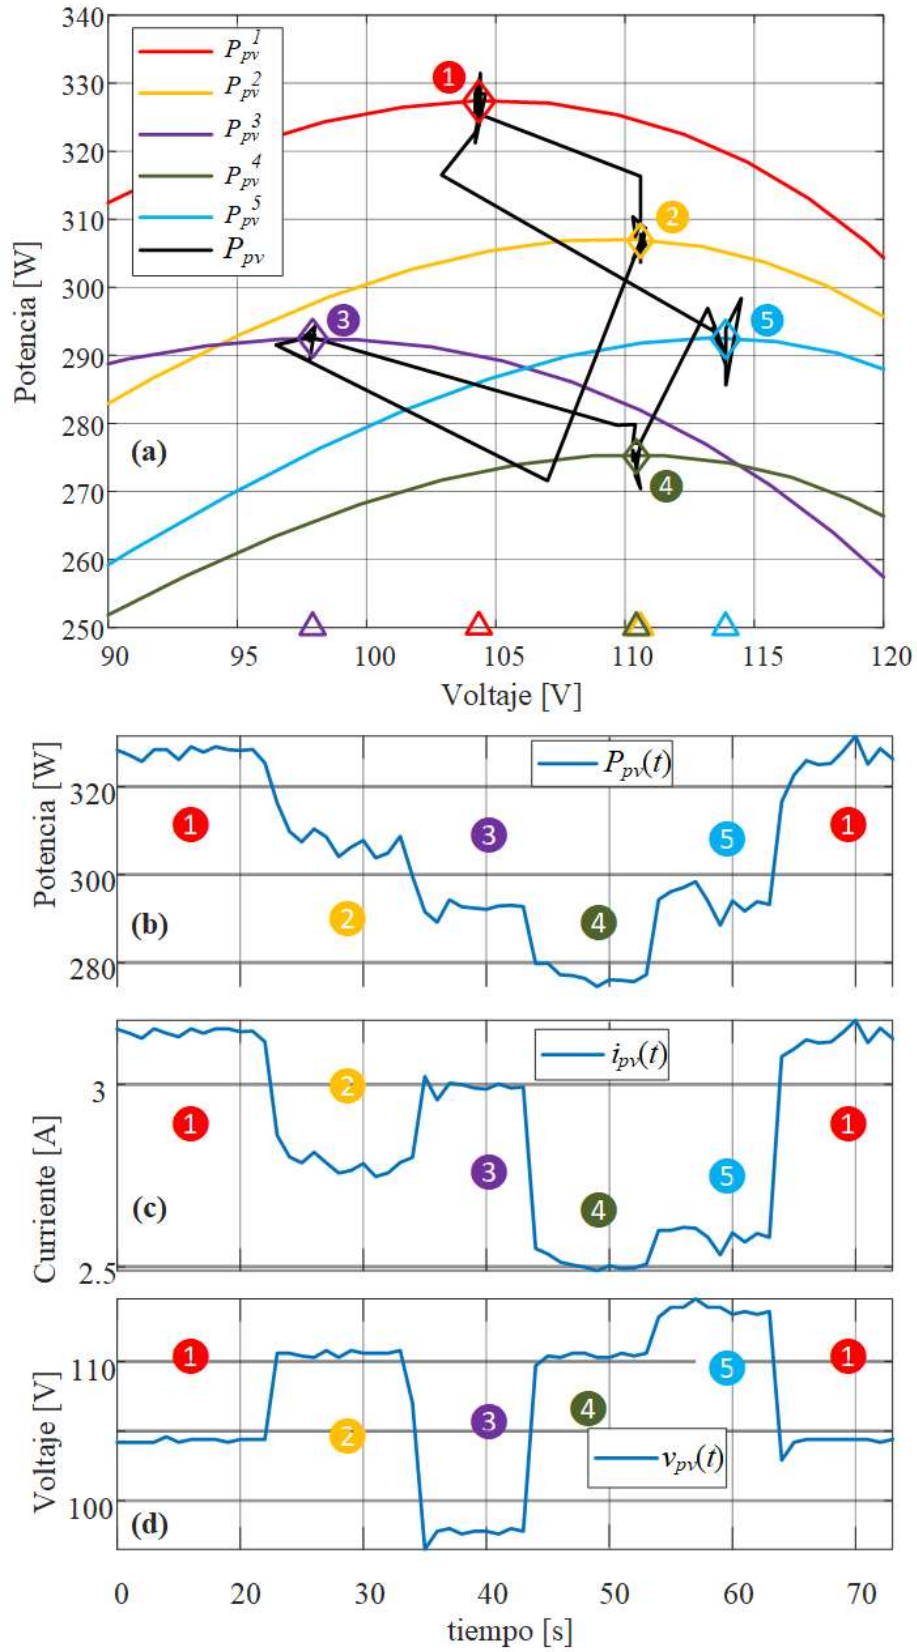 340
330
320
310
300
290
280
270
260
250
Potencia [W]
P_pv^1
P_pv^2
P_pv^3
P_pv^4
P_pv^5
P_pv
1
2
3
5
4
(a)
90 95 100 105 110 115 120
Voltaje [V]
Potencia [W]
320
300
280
P_pv(t)
1 3 5 1
2 4
(b)
Curriente [A]
3
2.5
i_pv(t)
2
1 1
3 5
4
(c)
Voltaje [V]
110
100
1 5 1
4
2 3
v_pv(t)
(d)
0 20 30 40 50 60 70
tiempo [s]